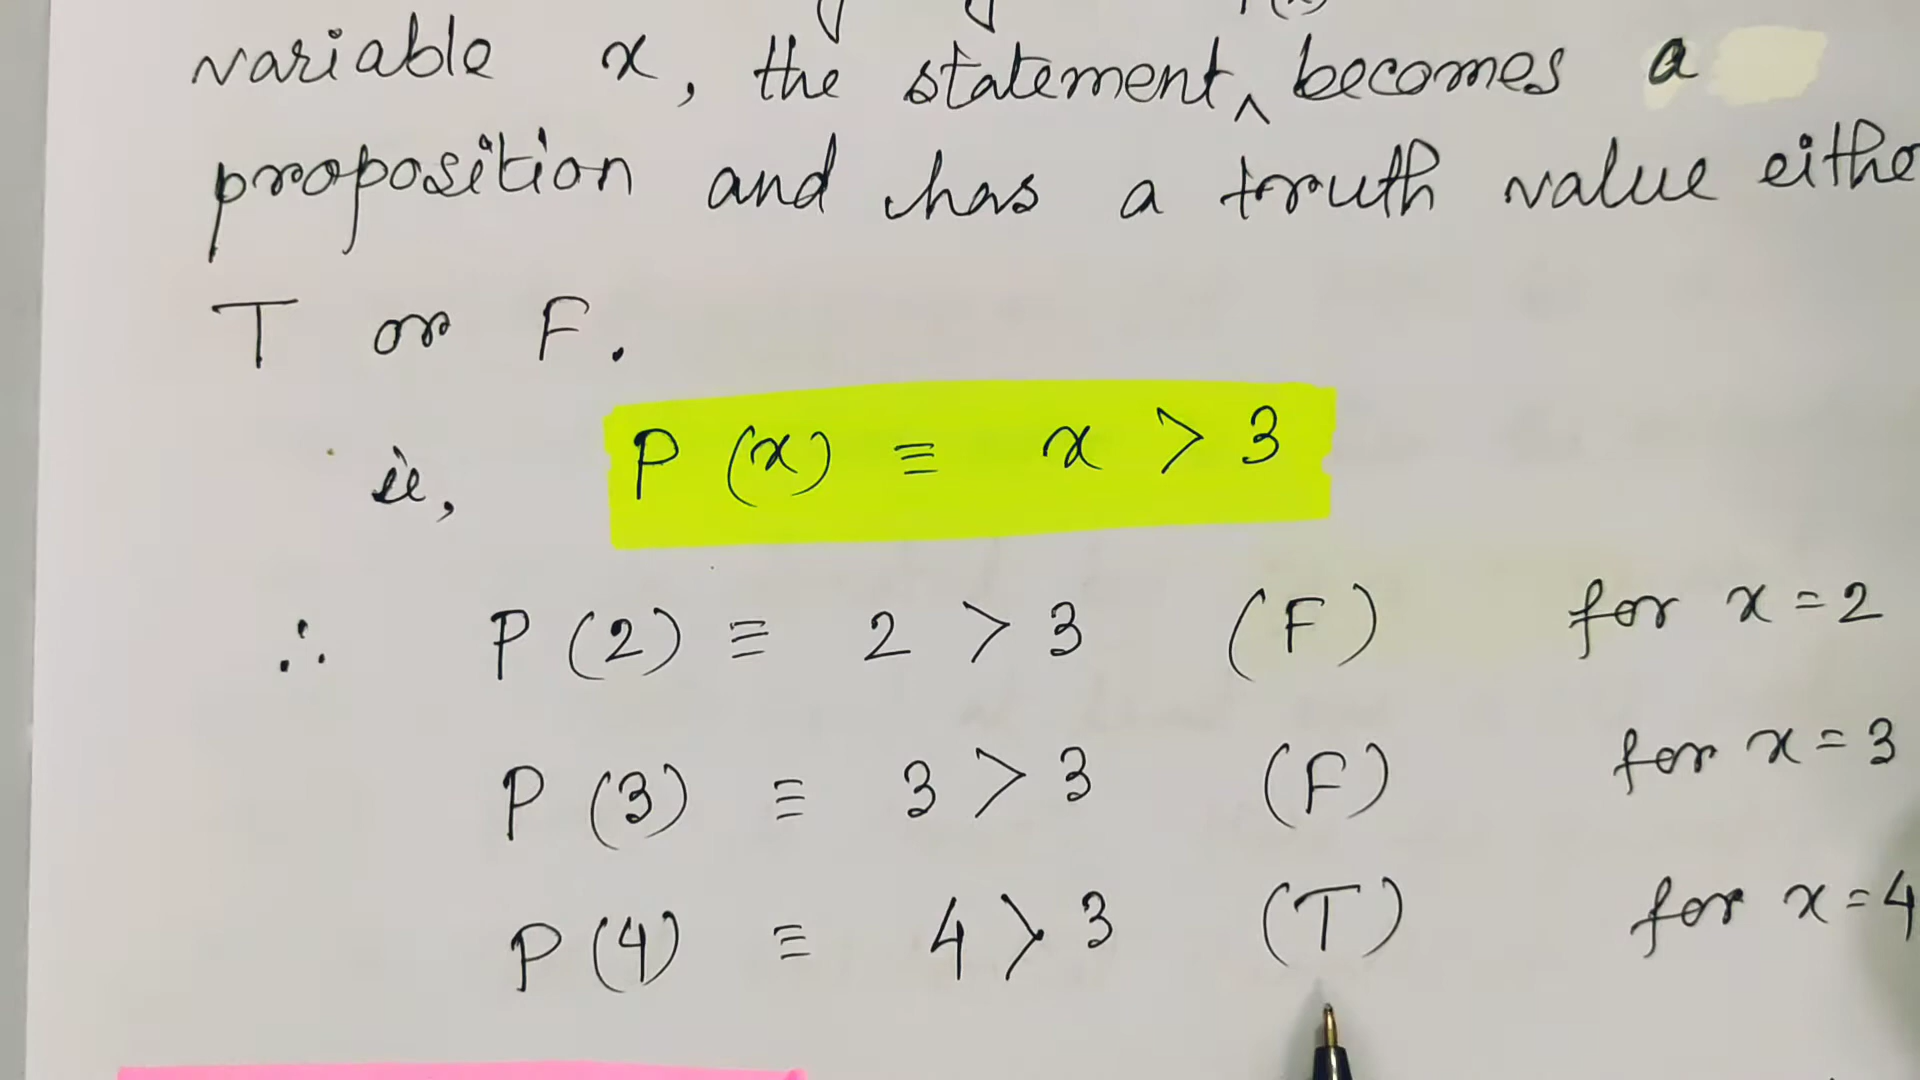 P(x)
variable x, the statement ^ becomes a
proposition and has a truth value eithe
T or F.
ie, P (x) ≡ x > 3
∴ P (2) ≡ 2 > 3 (F) for x = 2
P (3) ≡ 3 > 3 (F) for x = 3
P (4) ≡ 4 > 3 (T) for x = 4